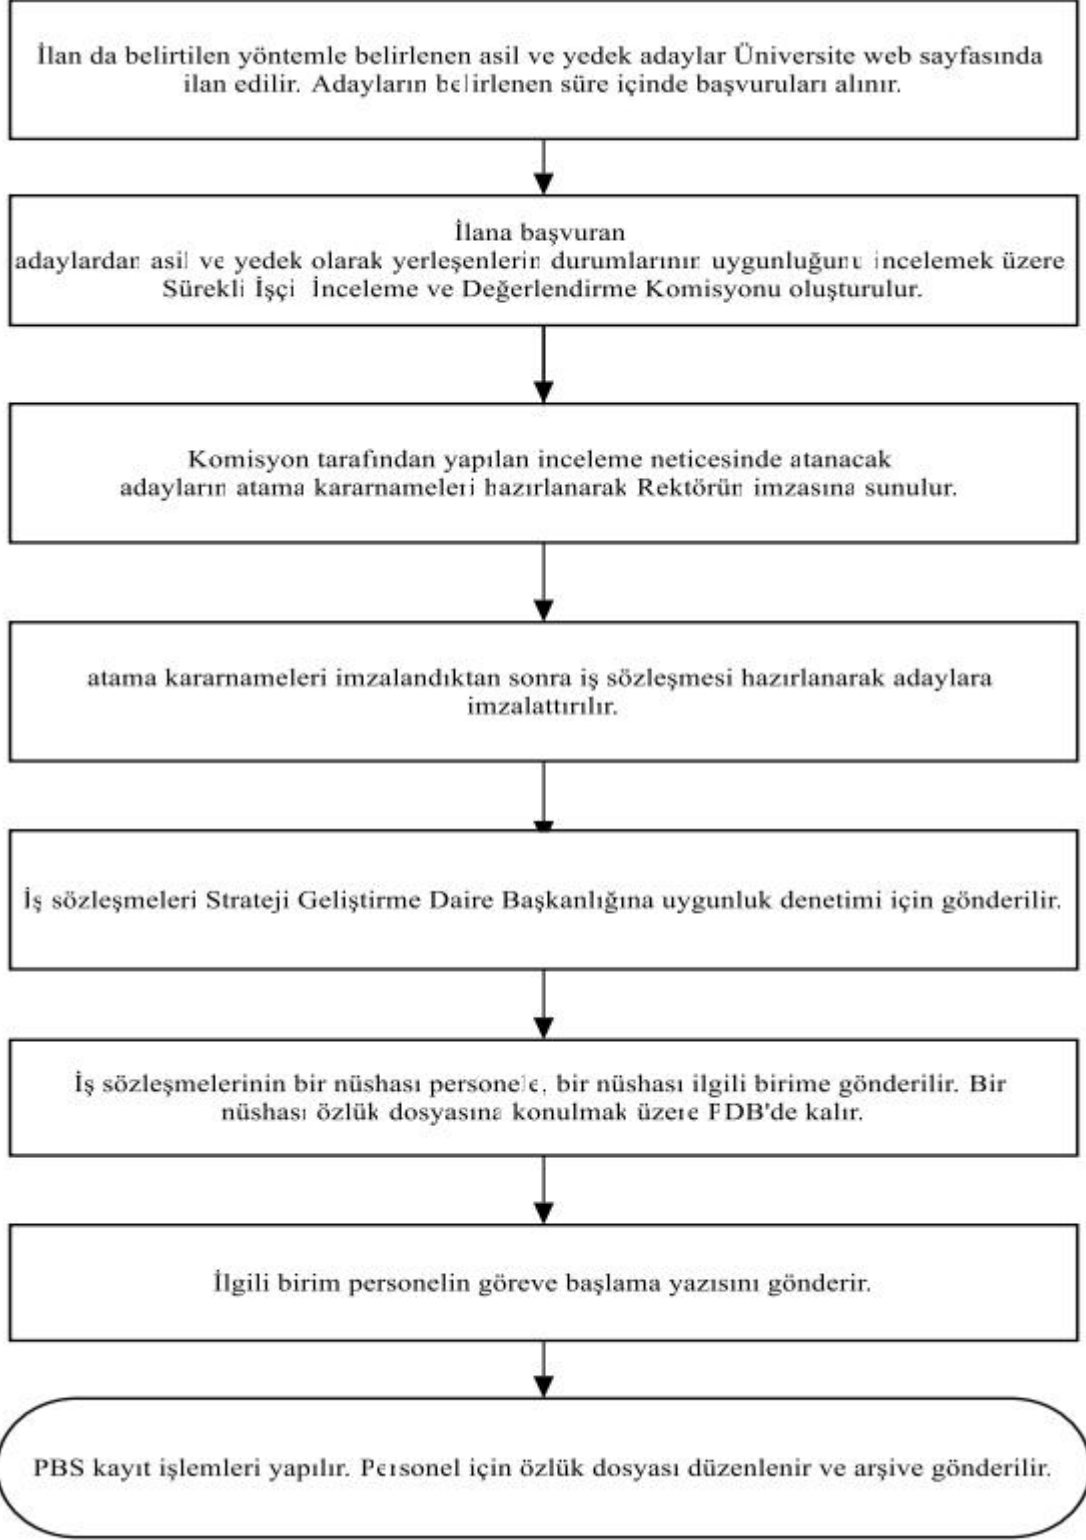 İlan da belirtilen yöntemle belirlenen asil ve yedek adaylar Üniversite web sayfasında
ilan edilir. Adayların belirlenen süre içinde başvuruları alınır.
İlana başvuran
adaylardan asil ve yedek olarak yerleşenlerin durumlarının uygunluğunu incelemek üzere
Sürekli İşçi İnceleme ve Değerlendirme Komisyonu oluşturulur.
Komisyon tarafından yapılan inceleme neticesinde atanacak
adayların atama kararnameleri hazırlanarak Rektörün imzasına sunulur.
atama kararnameleri imzalandıktan sonra iş sözleşmesi hazırlanarak adaylara
imzalattırılır.
İş sözleşmeleri Strateji Geliştirme Daire Başkanlığına uygunluk denetimi için gönderilir.
İş sözleşmelerinin bir nüshası personele, bir nüshası ilgili birime gönderilir. Bir
nüshası özlük dosyasına konulmak üzere PDB'de kalır.
İlgili birim personelin göreve başlama yazısını gönderir.
PBS kayıt işlemleri yapılır. Personel için özlük dosyası düzenlenir ve arşive gönderilir.